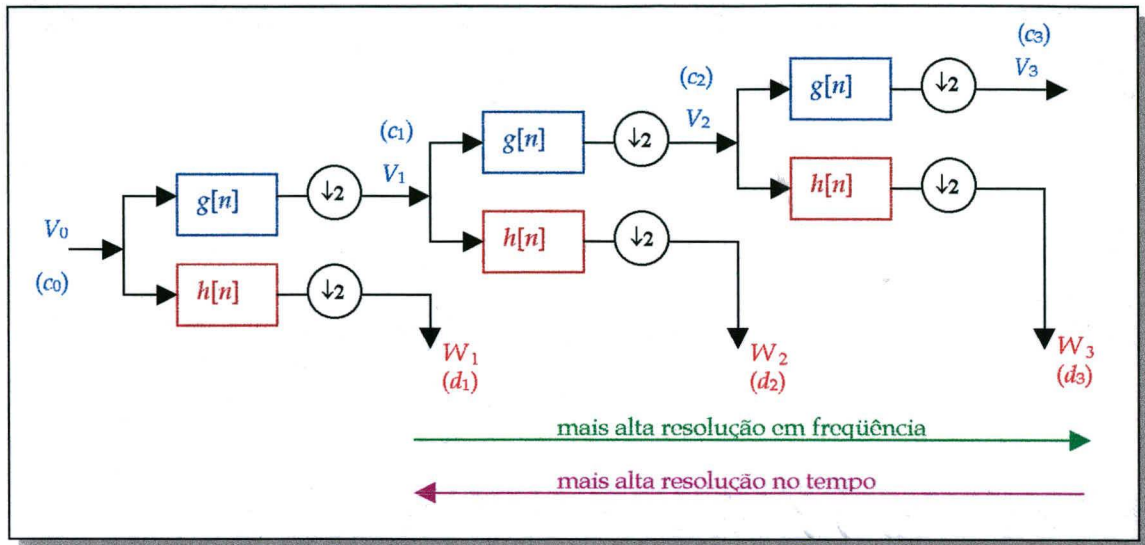 (c3)
V3
g[n]
↓2
(c2)
V2
h[n]
↓2
(c1)
V1
g[n]
↓2
h[n]
↓2
V0
(c0)
g[n]
↓2
h[n]
↓2
W1
(d1)
W2
(d2)
W3
(d3)
mais alta resolução em freqüência
mais alta resolução no tempo